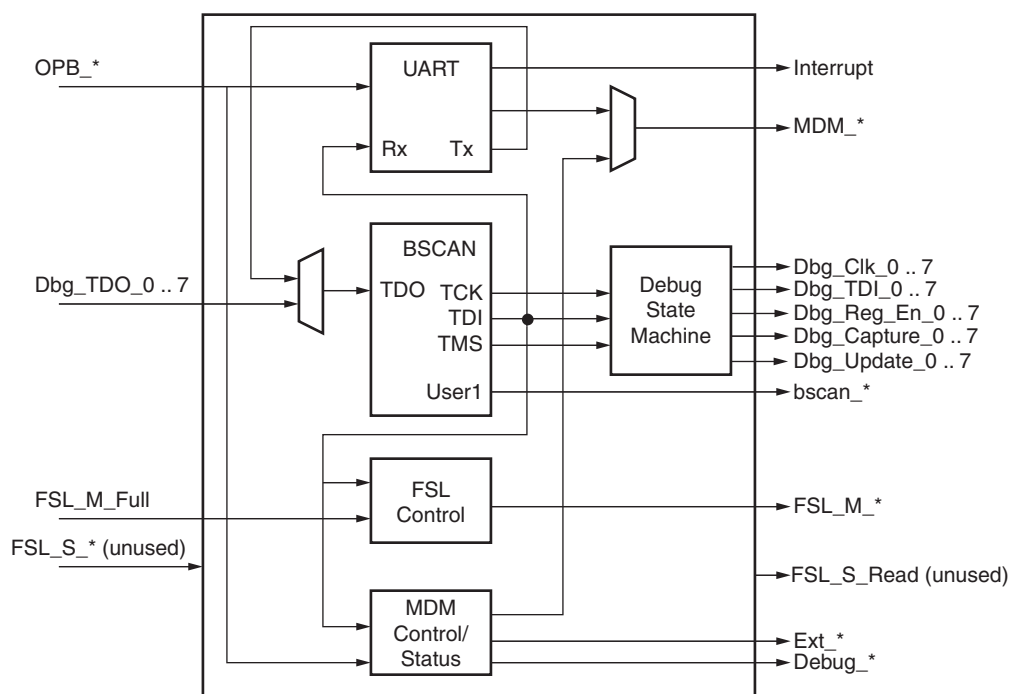 OPB_*
UART
Interrupt
MDM_*
Rx
Tx
BSCAN
Dbg_TDO_0 .. 7
TDO
TCK
TDI
TMS
User1
Debug
State
Machine
Dbg_Clk_0 .. 7
Dbg_TDI_0 .. 7
Dbg_Reg_En_0 .. 7
Dbg_Capture_0 .. 7
Dbg_Update_0 .. 7
bscan_*
FSL_M_Full
FSL
Control
FSL_M_*
FSL_S_* (unused)
FSL_S_Read (unused)
MDM
Control/
Status
Ext_*
Debug_*